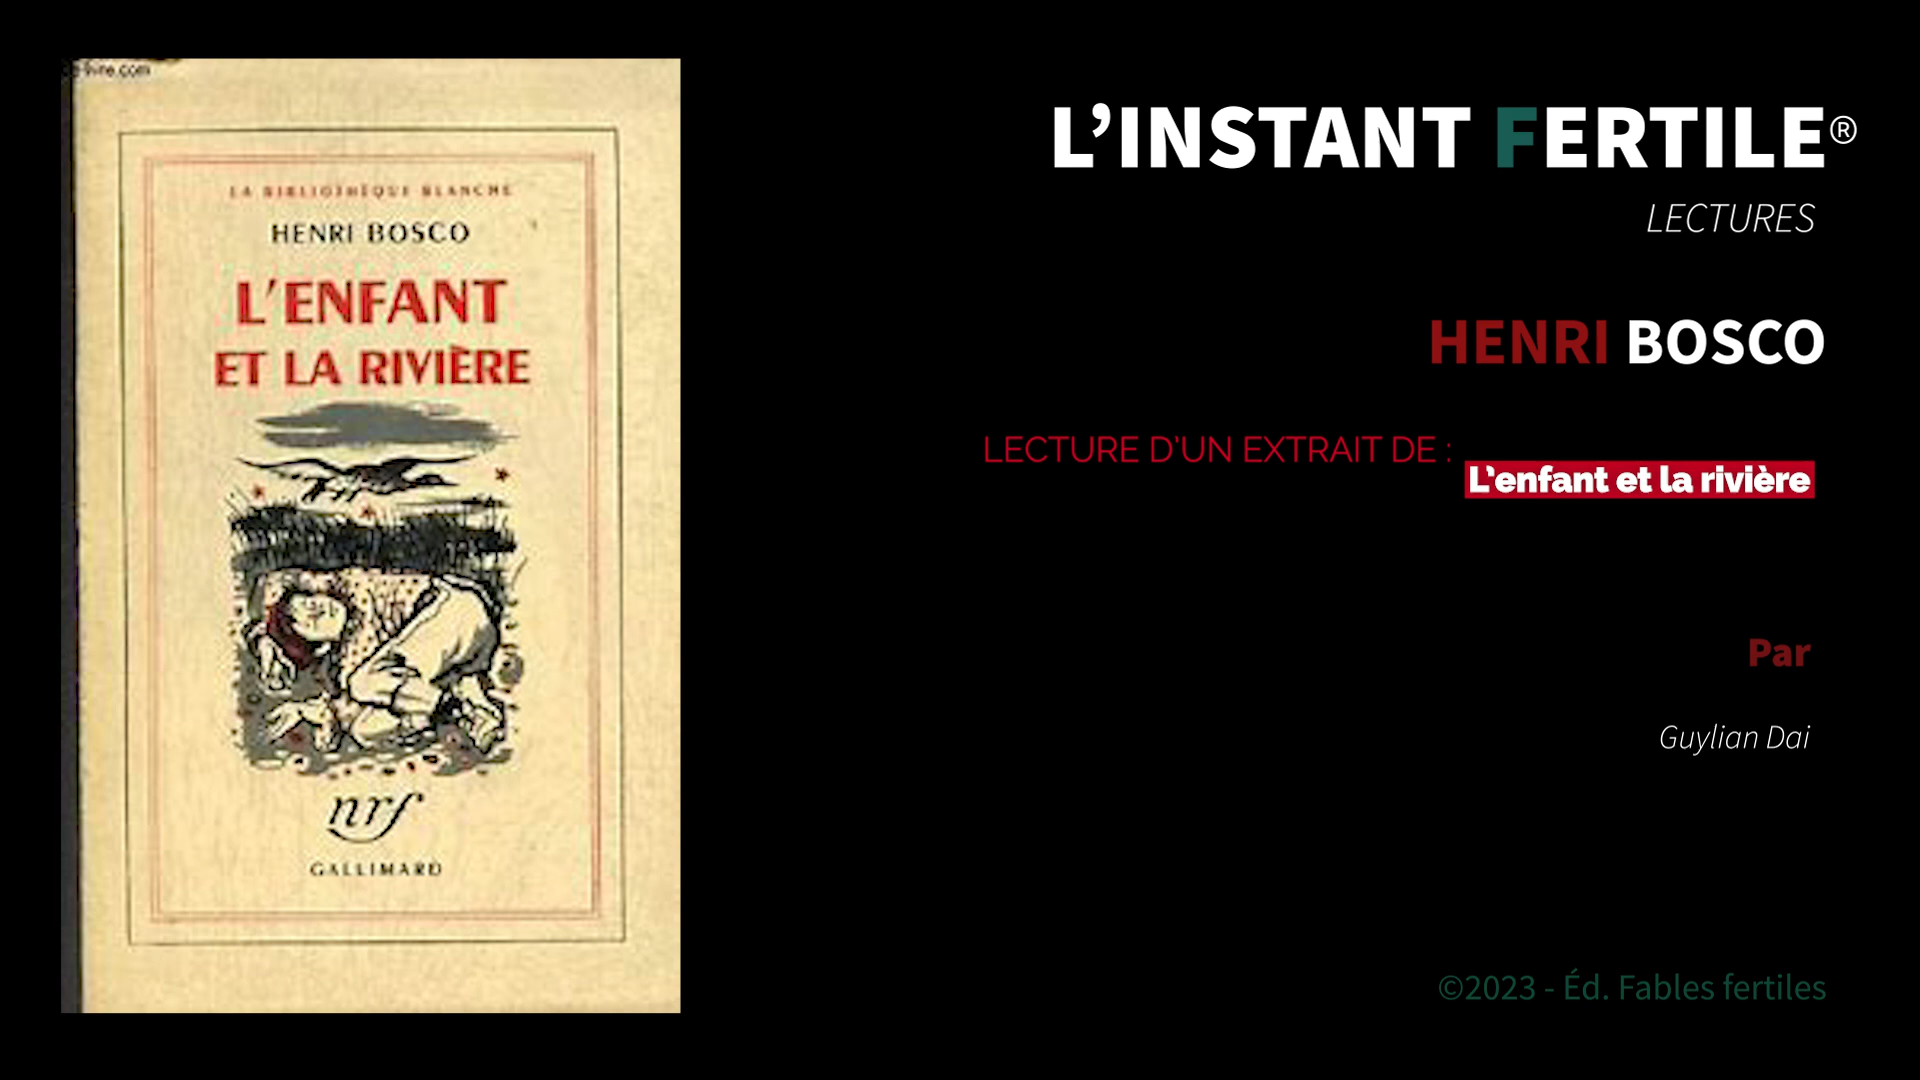 LA BIBLIOTHÈQUE BLANCHE
HENRI BOSCO
L'ENFANT
ET LA RIVIÈRE
nrf
GALLIMARD
L'INSTANT FERTILE®
LECTURES
HENRI BOSCO
LECTURE D'UN EXTRAIT DE :
L'enfant et la rivière
Par
Guylian Dai
©2023 - Éd. Fables fertiles